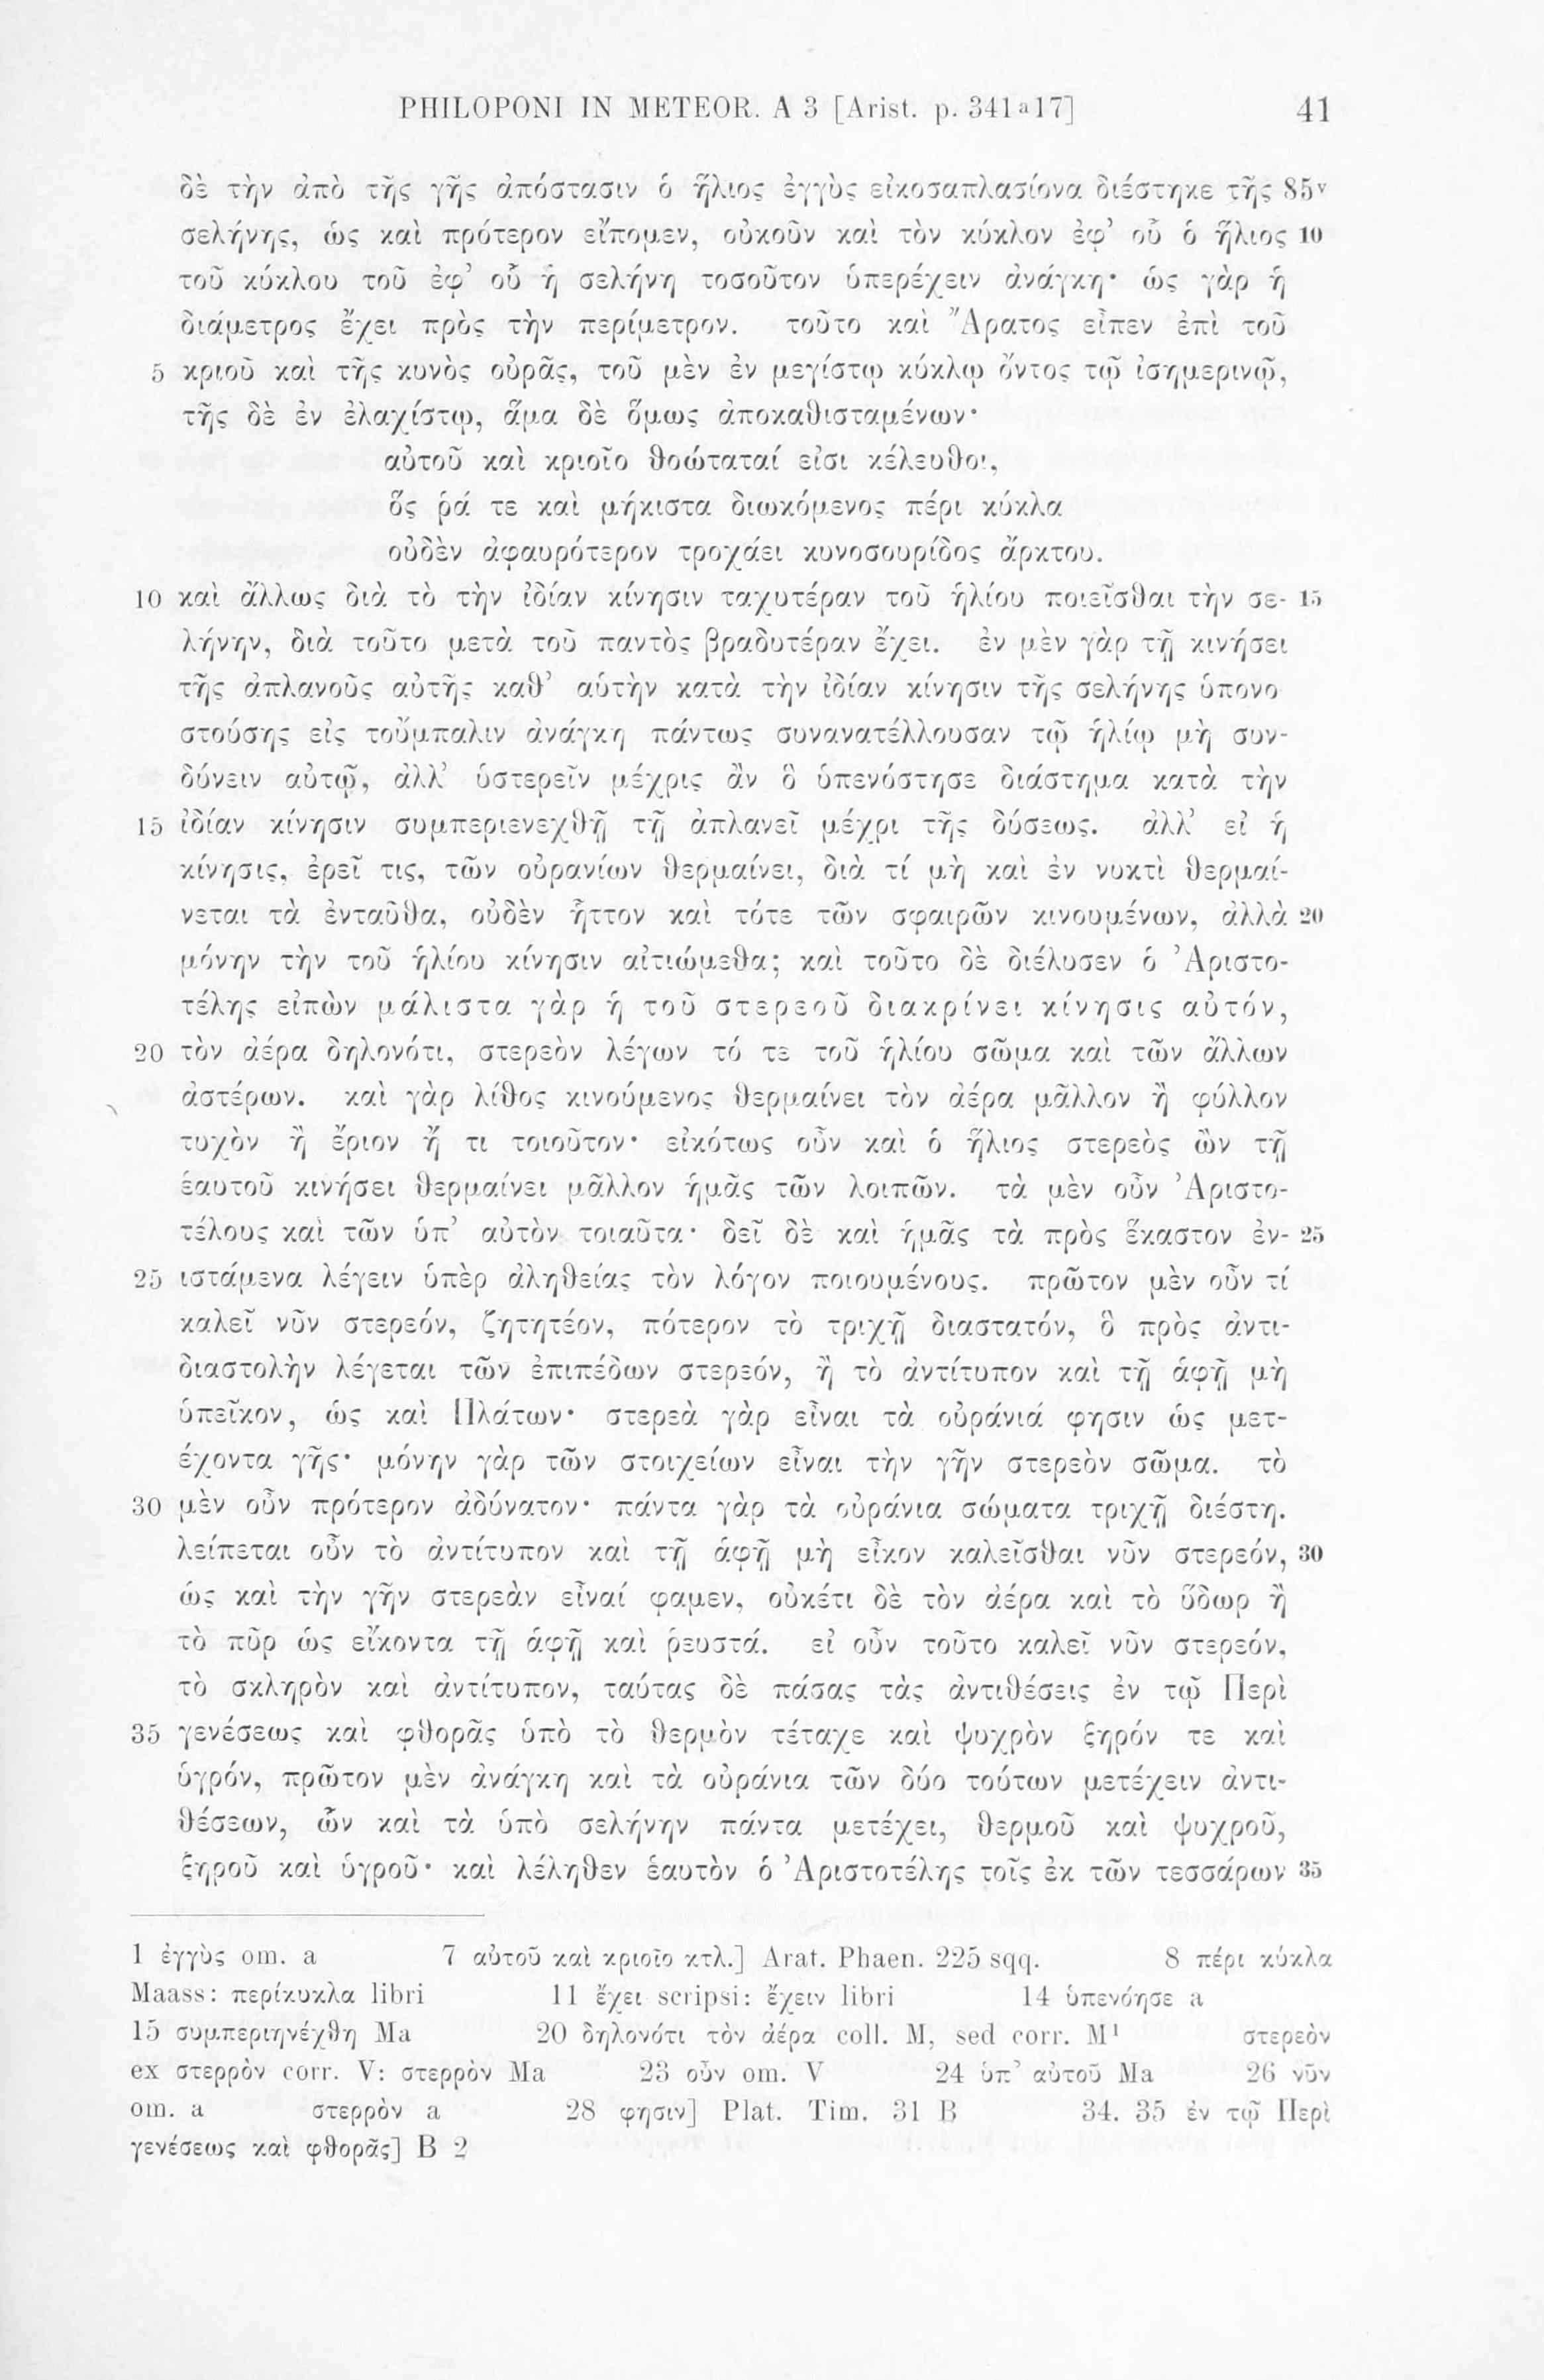 PHILOPONI IN METEOR. A 3 [Arist. p. 341ᵃ17] 41
δὲ τὴν ἀπὸ τῆς γῆς ἀπόστασιν ὁ ἥλιος ἐγγὺς εἰκοσαπλασίονα διέστηκε τῆς 85ᵛ
σελήνης, ὡς καὶ πρότερον εἴπομεν, οὐκοῦν καὶ τὸν κύκλον ἐφ’ οὗ ὁ ἥλιος 10
τοῦ κύκλου τοῦ ἐφ’ οὗ ἡ σελήνη τοσοῦτον ὑπερέχειν ἀνάγκη· ὡς γὰρ ἡ
διάμετρος ἔχει πρὸς τὴν περίμετρον. τοῦτο καὶ Ἄρατος εἶπεν ἐπὶ τοῦ
5 κριοῦ καὶ τῆς κυνὸς οὐρᾶς, τοῦ μὲν ἐν μεγίστῳ κύκλῳ ὄντος τῷ ἰσημερινῷ,
τῆς δὲ ἐν ἐλαχίστῳ, ἅμα δὲ ὅμως ἀποκαθισταμένων·
αὐτοῦ καὶ κριοῖο θοώταταί εἰσι κέλευθοι,
ὅς ῥά τε καὶ μήκιστα διωκόμενος πέρι κύκλα
οὐδὲν ἀφαυρότερον τροχάει κυνοσουρίδος ἄρκτου.
10 καὶ ἄλλως διὰ τὸ τὴν ἰδίαν κίνησιν ταχυτέραν τοῦ ἡλίου ποιεῖσθαι τὴν σε- 15
λήνην, διὰ τοῦτο μετὰ τοῦ παντὸς βραδυτέραν ἔχει. ἐν μὲν γὰρ τῇ κινήσει
τῆς ἀπλανοῦς αὐτῆς καθ’ αὑτὴν κατὰ τὴν ἰδίαν κίνησιν τῆς σελήνης ὑπονο
στούσης εἰς τοὔμπαλιν ἀνάγκη πάντως συνανατέλλουσαν τῷ ἡλίῳ μὴ συν-
δύνειν αὐτῷ, ἀλλ’ ὑστερεῖν μέχρις ἂν ὃ ὑπενόστησε διάστημα κατὰ τὴν
15 ἰδίαν κίνησιν συμπεριενεχθῇ τῇ ἀπλανεῖ μέχρι τῆς δύσεως. ἀλλ’ εἰ ἡ
κίνησις, ἐρεῖ τις, τῶν οὐρανίων θερμαίνει, διὰ τί μὴ καὶ ἐν νυκτὶ θερμαί-
νεται τὰ ἐνταῦθα, οὐδὲν ἧττον καὶ τότε τῶν σφαιρῶν κινουμένων, ἀλλὰ 20
μόνην τὴν τοῦ ἡλίου κίνησιν αἰτιώμεθα; καὶ τοῦτο δὲ διέλυσεν ὁ Ἀριστο-
τέλης εἰπὼν μάλιστα γὰρ ἡ τοῦ στερεοῦ διακρίνει κίνησις αὐτόν,
20 τὸν ἀέρα δηλονότι, στερεὸν λέγων τό τε τοῦ ἡλίου σῶμα καὶ τῶν ἄλλων
ἀστέρων. καὶ γὰρ λίθος κινούμενος θερμαίνει τὸν ἀέρα μᾶλλον ἢ φύλλον
τυχὸν ἢ ἔριον ἤ τι τοιοῦτον· εἰκότως οὖν καὶ ὁ ἥλιος στερεὸς ὢν τῇ
ἑαυτοῦ κινήσει θερμαίνει μᾶλλον ἡμᾶς τῶν λοιπῶν. τὰ μὲν οὖν Ἀριστο-
τέλους καὶ τῶν ὑπ’ αὐτὸν τοιαῦτα· δεῖ δὲ καὶ ἡμᾶς τὰ πρὸς ἕκαστον ἐν- 25
25 ιστάμενα λέγειν ὑπὲρ ἀληθείας τὸν λόγον ποιουμένους. πρῶτον μὲν οὖν τί
καλεῖ νῦν στερεόν, ζητητέον, πότερον τὸ τριχῇ διαστατόν, ὃ πρὸς ἀντι-
διαστολὴν λέγεται τῶν ἐπιπέδων στερεόν, ἢ τὸ ἀντίτυπον καὶ τῇ ἁφῇ μὴ
ὑπεῖκον, ὡς καὶ Πλάτων· στερεὰ γὰρ εἶναι τὰ οὐράνιά φησιν ὡς μετ-
έχοντα γῆς· μόνην γὰρ τῶν στοιχείων εἶναι τὴν γῆν στερεὸν σῶμα. τὸ
30 μὲν οὖν πρότερον ἀδύνατον· πάντα γὰρ τὰ οὐράνια σώματα τριχῇ διέστη.
λείπεται οὖν τὸ ἀντίτυπον καὶ τῇ ἁφῇ μὴ εἶκον καλεῖσθαι νῦν στερεόν, 30
ὡς καὶ τὴν γῆν στερεὰν εἶναί φαμεν, οὐκέτι δὲ τὸν ἀέρα καὶ τὸ ὕδωρ ἢ
τὸ πῦρ ὡς εἴκοντα τῇ ἁφῇ καὶ ῥευστά. εἰ οὖν τοῦτο καλεῖ νῦν στερεόν,
τὸ σκληρὸν καὶ ἀντίτυπον, ταύτας δὲ πάσας τὰς ἀντιθέσεις ἐν τῷ Περὶ
35 γενέσεως καὶ φθορᾶς ὑπὸ τὸ θερμὸν τέταχε καὶ ψυχρὸν ξηρόν τε καὶ
ὑγρόν, πρῶτον μὲν ἀνάγκη καὶ τὰ οὐράνια τῶν δύο τούτων μετέχειν ἀντι-
θέσεων, ὧν καὶ τὰ ὑπὸ σελήνην πάντα μετέχει, θερμοῦ καὶ ψυχροῦ,
ξηροῦ καὶ ὑγροῦ· καὶ λέληθεν ἑαυτὸν ὁ Ἀριστοτέλης τοῖς ἐκ τῶν τεσσάρων 35
1 ἐγγὺς om. a 7 αὐτοῦ καὶ κριοῖο κτλ.] Arat. Phaen. 225 sqq. 8 πέρι κύκλα
Maass: περίκυκλα libri 11 ἔχει scripsi: ἔχειν libri 14 ὑπενόησε a
15 συμπεριηνέχθη Ma 20 δηλονότι τὸν ἀέρα coll. M, sed corr. M¹ στερεὸν
ex στερρὸν corr. V: στερρὸν Ma 23 οὖν om. V 24 ὑπ’ αὐτοῦ Ma 26 νῦν
om. a στερρὸν a 28 φησιν] Plat. Tim. 31 B 34. 35 ἐν τῷ Περὶ
γενέσεως καὶ φθορᾶς] B 2